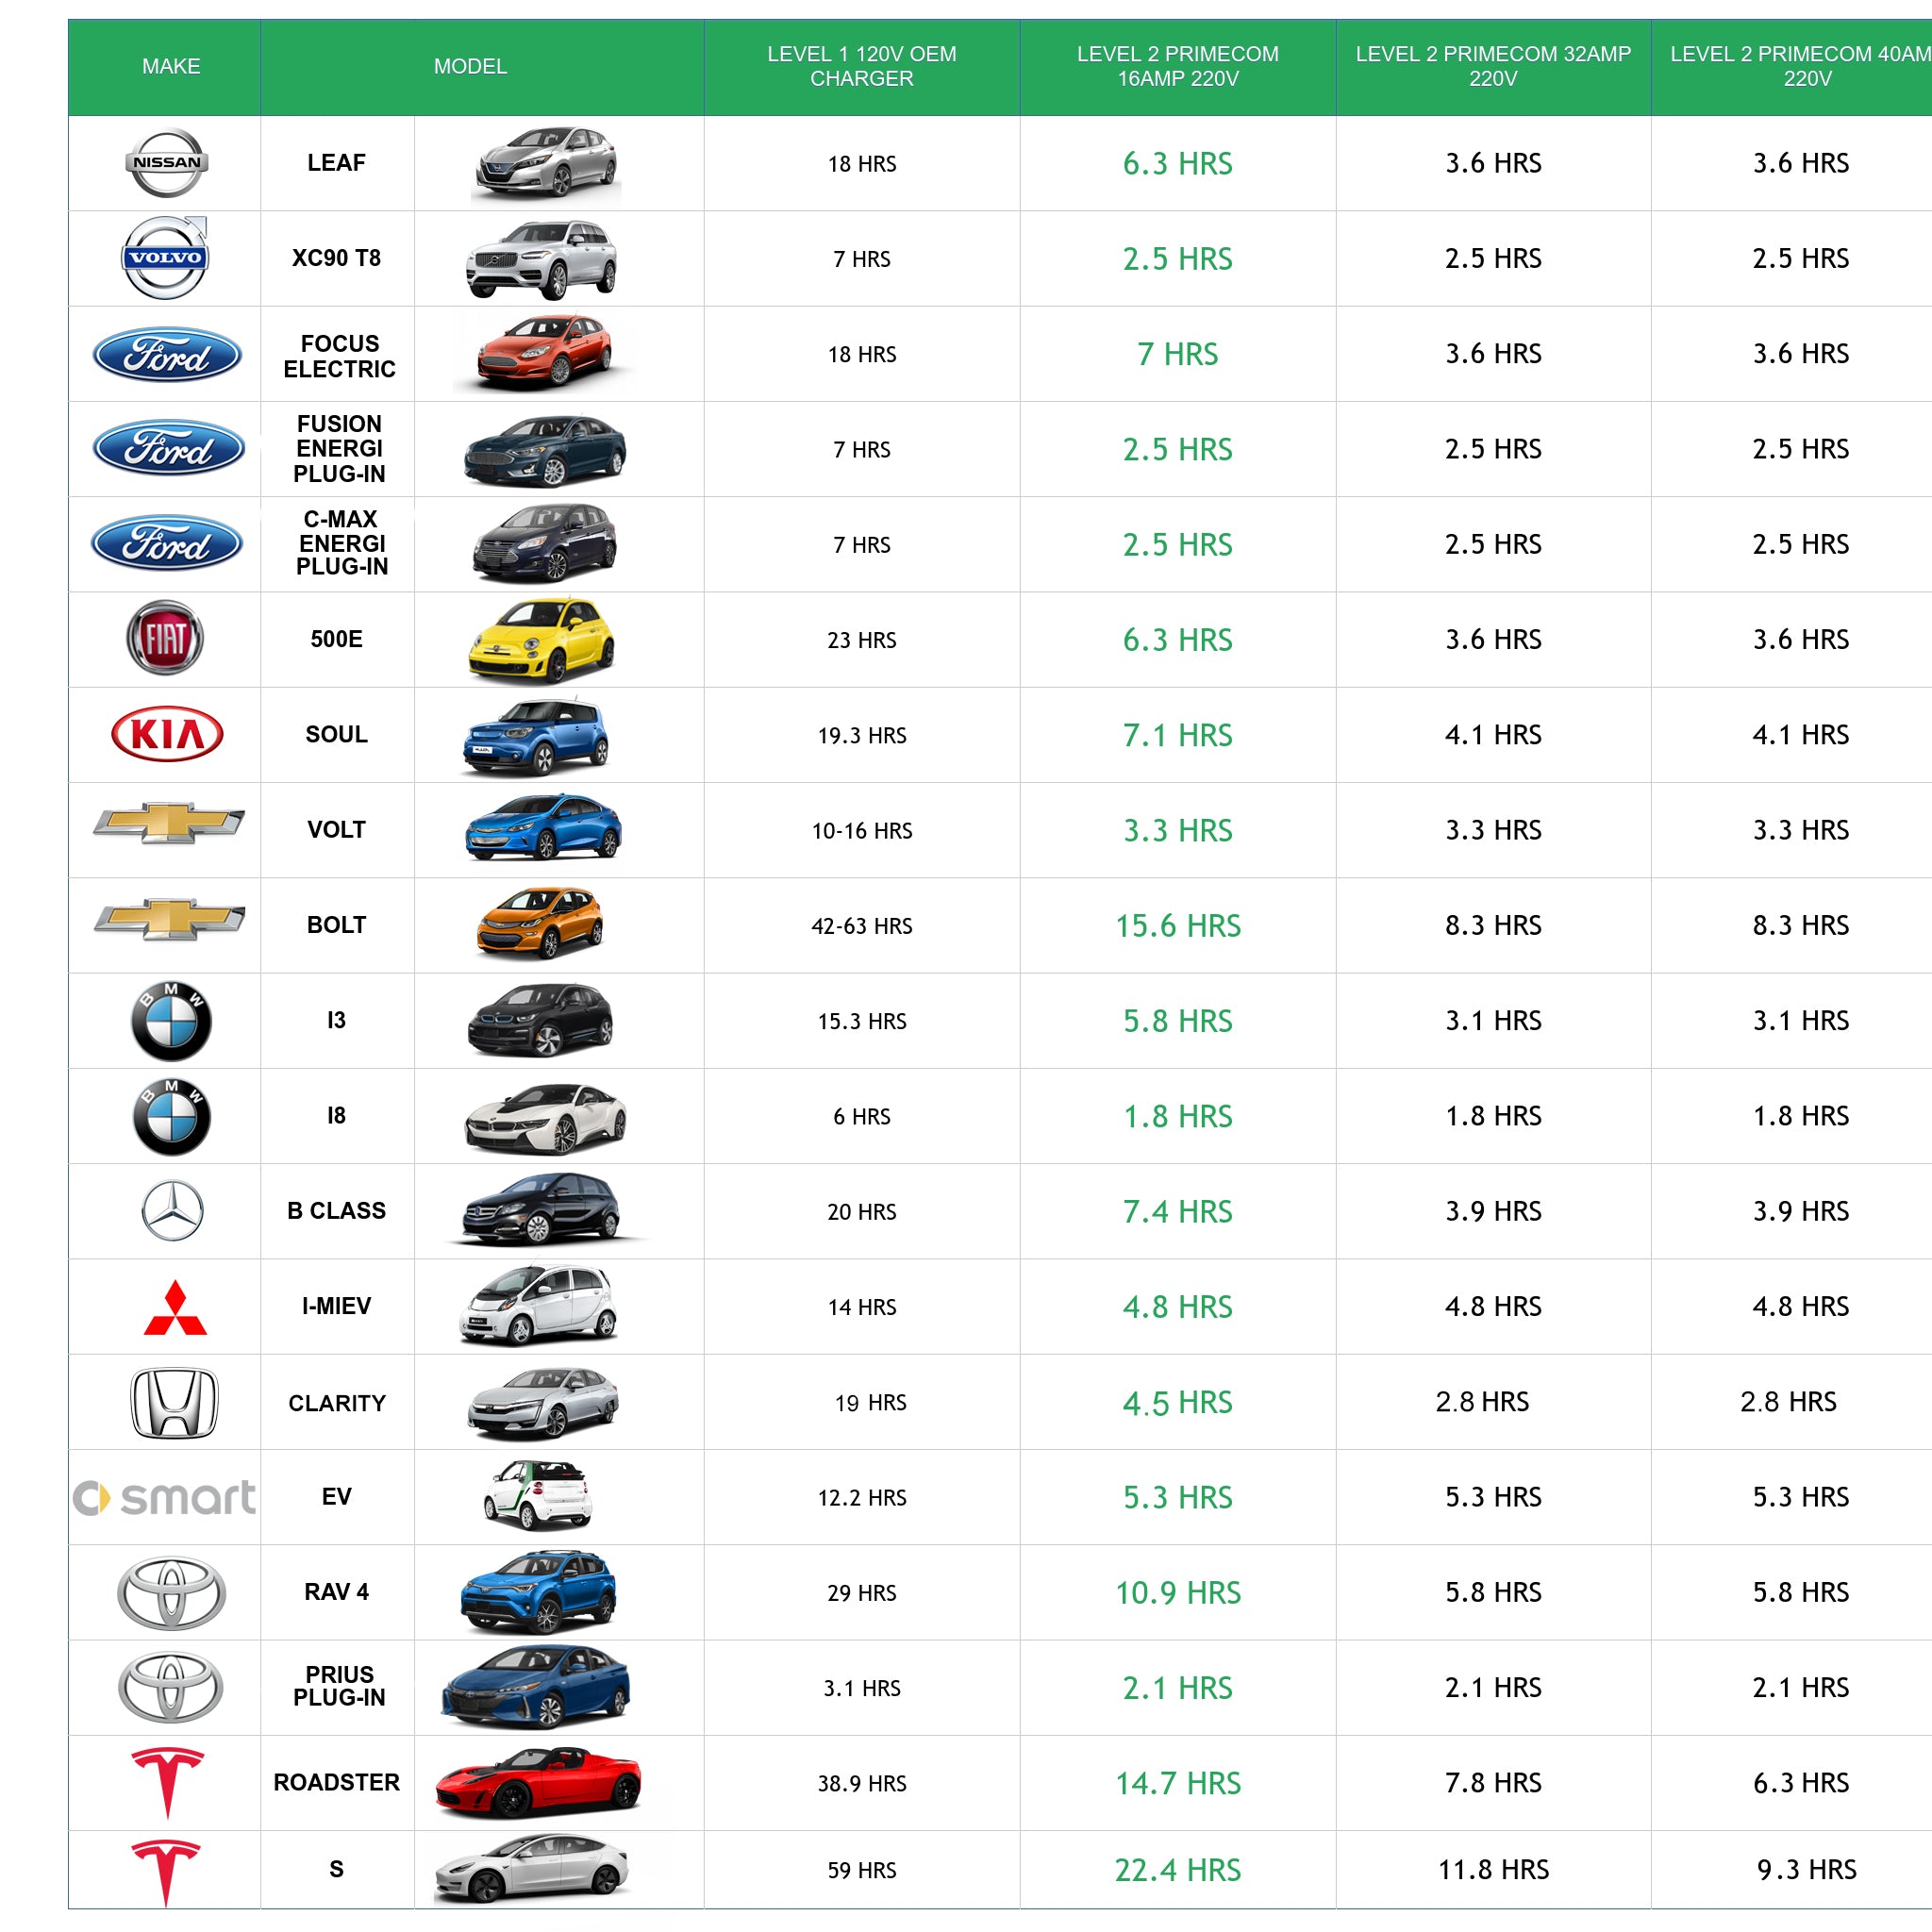 MAKE
MODEL
LEVEL 1 120V OEM
CHARGER
LEVEL 2 PRIMECOM
16AMP 220V
LEVEL 2 PRIMECOM 32AMP
220V
LEVEL 2 PRIMECOM 40AM
220V
NISSAN
LEAF
18 HRS
6.3 HRS
3.6 HRS
3.6 HRS
VOLVO
XC90 T8
7 HRS
2.5 HRS
2.5 HRS
2.5 HRS
Ford
FOCUS
ELECTRIC
18 HRS
7 HRS
3.6 HRS
3.6 HRS
Ford
FUSION
ENERGI
PLUG-IN
7 HRS
2.5 HRS
2.5 HRS
2.5 HRS
Ford
C-MAX
ENERGI
PLUG-IN
7 HRS
2.5 HRS
2.5 HRS
2.5 HRS
FIAT
500E
23 HRS
6.3 HRS
3.6 HRS
3.6 HRS
KIA
SOUL
19.3 HRS
7.1 HRS
4.1 HRS
4.1 HRS
VOLT
10-16 HRS
3.3 HRS
3.3 HRS
3.3 HRS
BOLT
42-63 HRS
15.6 HRS
8.3 HRS
8.3 HRS
BMW
I3
15.3 HRS
5.8 HRS
3.1 HRS
3.1 HRS
BMW
I8
6 HRS
1.8 HRS
1.8 HRS
1.8 HRS
B CLASS
20 HRS
7.4 HRS
3.9 HRS
3.9 HRS
I-MIEV
14 HRS
4.8 HRS
4.8 HRS
4.8 HRS
CLARITY
19 HRS
4.5 HRS
2.8 HRS
2.8 HRS
smart
EV
12.2 HRS
5.3 HRS
5.3 HRS
5.3 HRS
RAV 4
29 HRS
10.9 HRS
5.8 HRS
5.8 HRS
PRIUS
PLUG-IN
3.1 HRS
2.1 HRS
2.1 HRS
2.1 HRS
ROADSTER
38.9 HRS
14.7 HRS
7.8 HRS
6.3 HRS
S
59 HRS
22.4 HRS
11.8 HRS
9.3 HRS